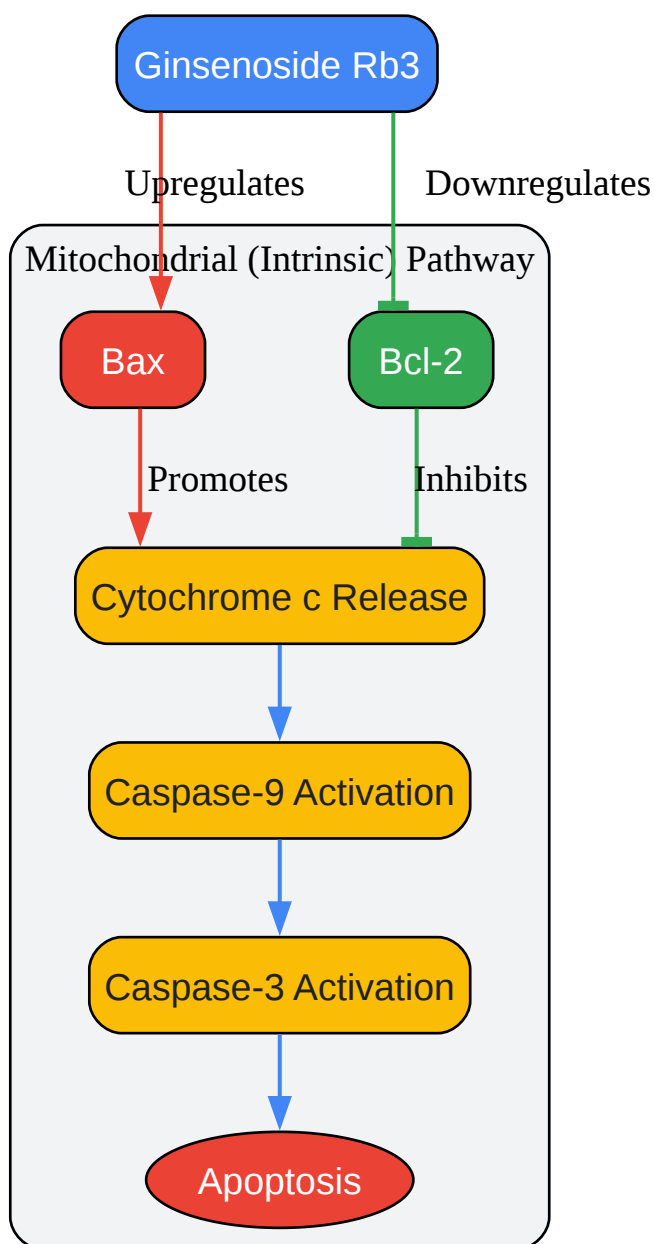 Ginsenoside Rb3
Upregulates
Downregulates
Mitochondrial (Intrinsic) Pathway
Bax
Bcl-2
Promotes
Inhibits
Cytochrome c Release
Caspase-9 Activation
Caspase-3 Activation
Apoptosis